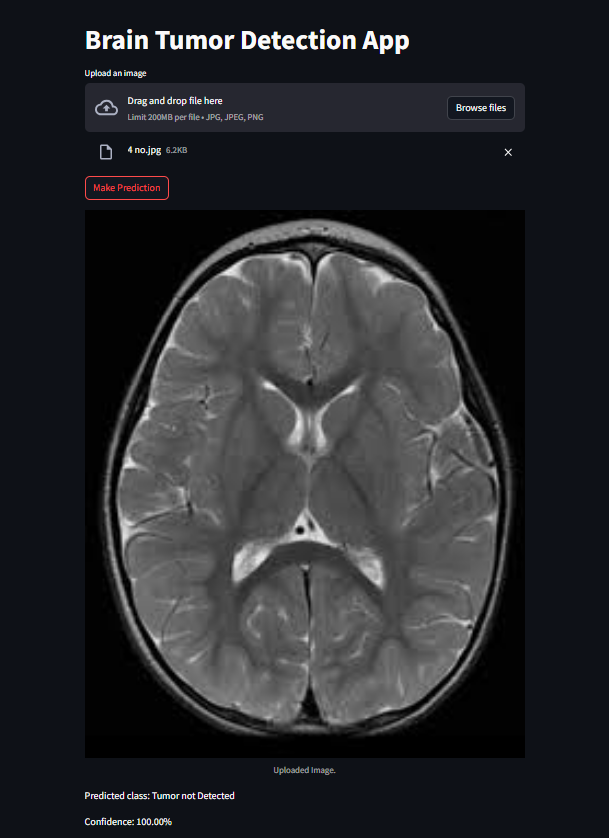 Brain Tumor Detection App
Upload an image
Drag and drop file here
Limit 200MB per file • JPG, JPEG, PNG
Browse files
4 no.jpg 6.2KB
Make Prediction
Uploaded Image.
Predicted class: Tumor not Detected
Confidence: 100.00%